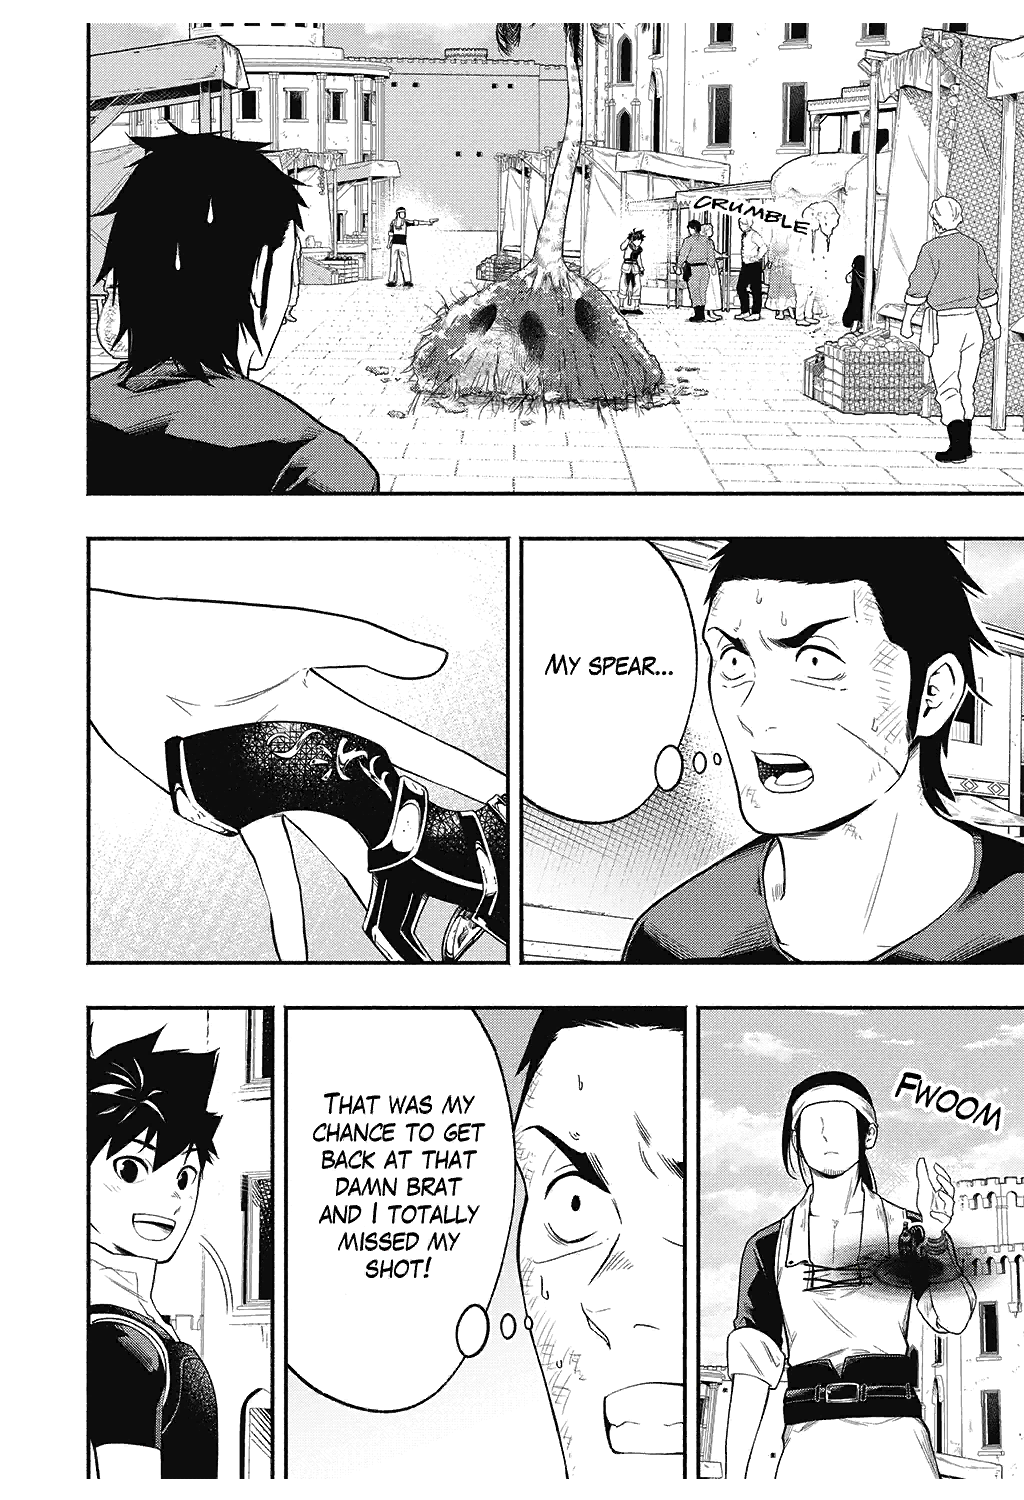 CRUMBLE
MY SPEAR...
FWOOM
THAT WAS MY
CHANCE TO GET
BACK AT THAT
DAMN BRAT
AND I TOTALLY
MISSED MY
SHOT!